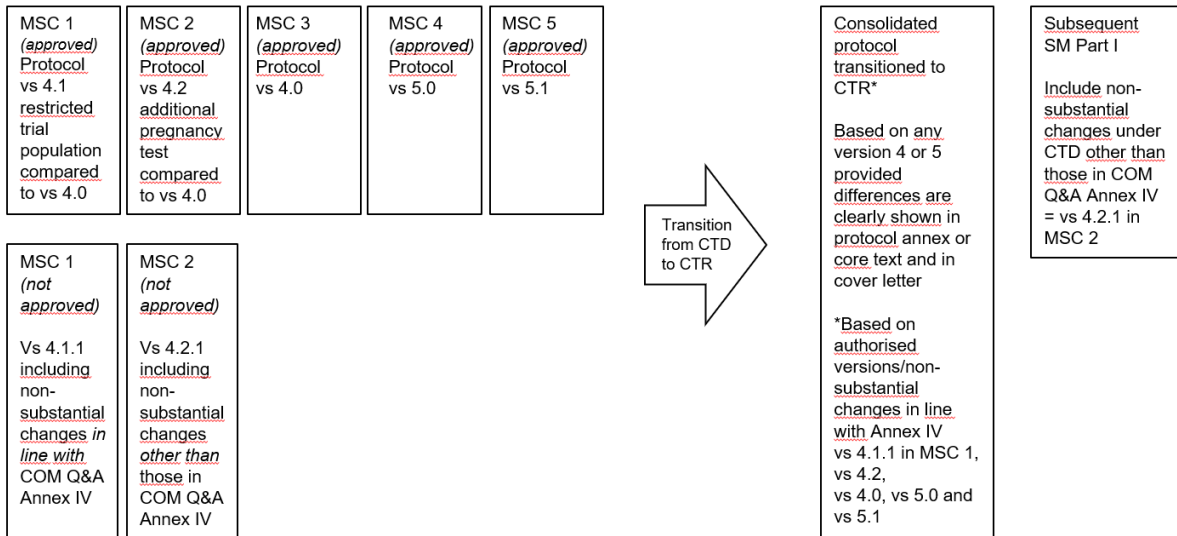 MSC 1
(approved)
Protocol
vs 4.1
restricted
trial
population
compared
to vs 4.0
MSC 2
(approved)
Protocol
vs 4.2
additional
pregnancy
test
compared
to vs 4.0
MSC 3
(approved)
Protocol
vs 4.0
MSC 4
(approved)
Protocol
vs 5.0
MSC 5
(approved)
Protocol
vs 5.1
MSC 1
(not
approved)
Vs 4.1.1
including
non-
substantial
changes in
line with
COM Q&A
Annex IV
MSC 2
(not
approved)
Vs 4.2.1
including
non-
substantial
changes
other than
those in
COM Q&A
Annex IV
Transition
from CTD
to CTR
Consolidated
protocol
transitioned to
CTR*
Based on any
version 4 or 5
provided
differences are
clearly shown in
protocol annex or
core text and in
cover letter
*Based on
authorised
versions/non-
substantial
changes in line
with Annex IV
vs 4.1.1 in MSC 1,
vs 4.2,
vs 4.0, vs 5.0 and
vs 5.1
Subsequent
SM Part I
Include non-
substantial
changes under
CTD other than
those in COM
Q&A Annex IV
= vs 4.2.1 in
MSC 2